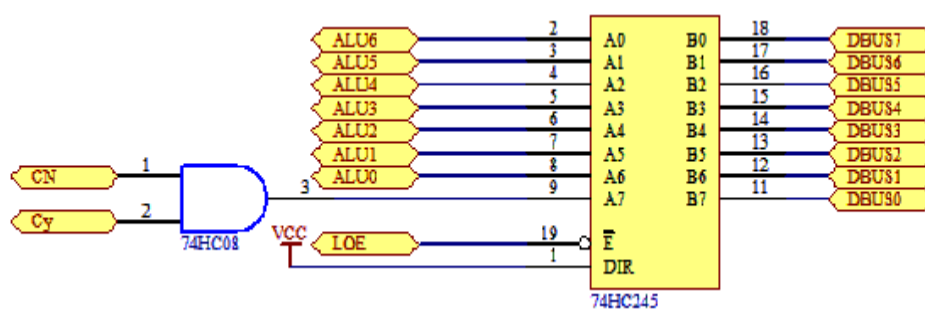 ALU6 2 A0 B0 18 DBUS7
ALU5 3 A1 B1 17 DBUS6
ALU4 4 A2 B2 16 DBUS5
ALU3 5 A3 B3 15 DBUS4
ALU2 6 A4 B4 14 DBUS3
ALU1 7 A5 B5 13 DBUS2
ALU0 8 A6 B6 12 DBUS1
CN 1 3 9 A7 B7 11 DBUS0
Cy 2
74HC08
VCC LOE 19 E
1 DIR
74HC245